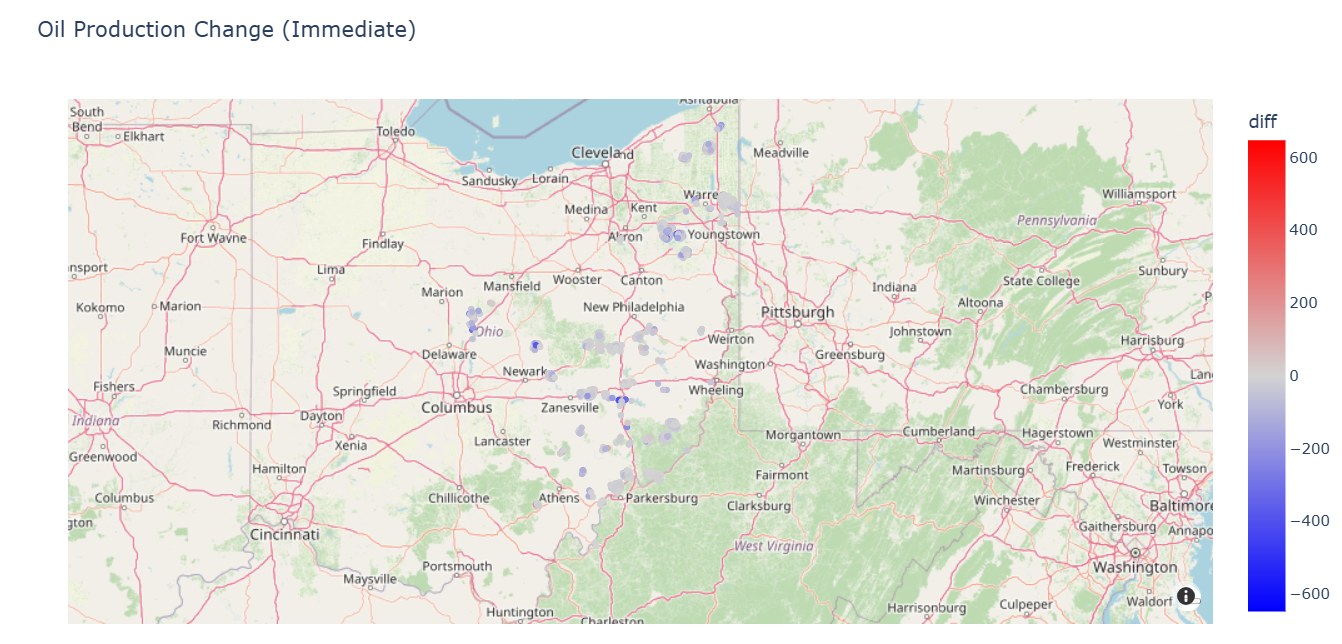 Oil Production Change (Immediate)
diff
600
400
200
0
−200
−400
−600
Ashtabula
South
Bend
Elkhart
Toledo
Cleveland
Meadville
Sandusky
Lorain
Warre
Williamsport
Medina
Kent
Pennsylvania
Fort Wayne
Findlay
Akron
Youngstown
nsport
Lima
Wooster
Canton
State College
Sunbury
Marion
Mansfield
Indiana
Kokomo
Marion
New Philadelphia
Altoona
P
Pittsburgh
Ohio
Weirton
Johnstown
Harrisburg
Muncie
Delaware
Greensburg
Newark
Washington
Lan
Fishers
Springfield
Wheeling
Chambersburg
Columbus
Zanesville
York
Indiana
Dayton
Richmond
Morgantown
Cumberland
Hagerstown
Xenia
Lancaster
Westminster
Greenwood
Hamilton
Fairmont
Martinsburg
Frederick
Towson
Columbus
Chillicothe
Athens
Parkersburg
Clarksburg
Winchester
Baltimore
gton
Gaithersburg
Annapo
Cincinnati
West Virginia
Washington
Portsmouth
Maysville
Waldorf
Huntington
Harrisonburg
Culpeper
Charleston